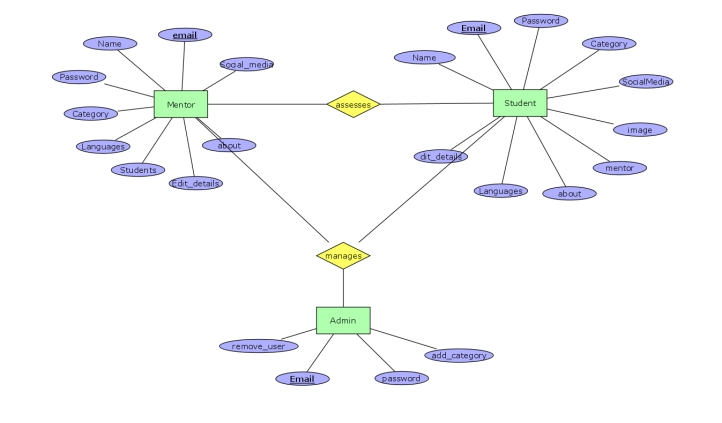 Password
Email
email
Name
Category
Name
Social_media
Password
SocialMedia
Mentor
assesses
Student
Category
image
Languages
about
dit_details
Students
mentor
Edit_details
Languages
about
manages
Admin
remove_user
add_category
Email
password